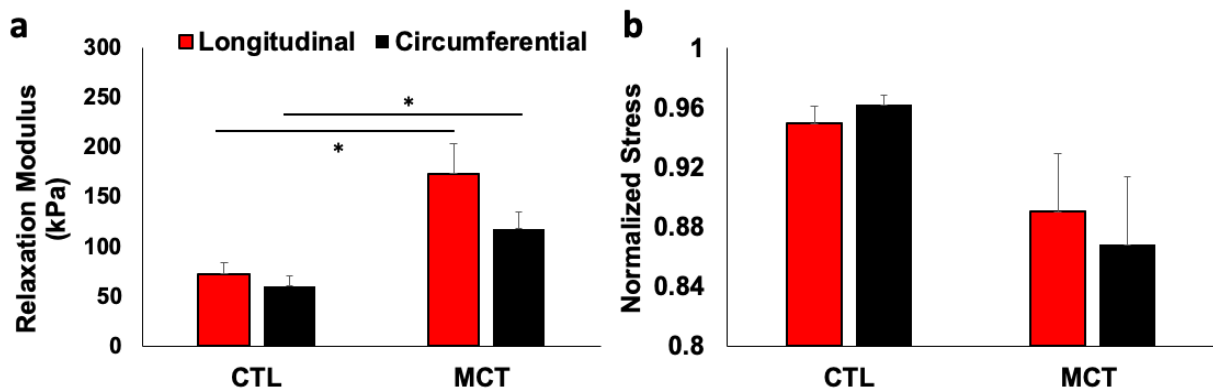 a
Longitudinal Circumferential
Relaxation Modulus
(kPa)
300
250
200
150
100
50
0
*
*
CTL MCT
b
Normalized Stress
1
0.96
0.92
0.88
0.84
0.8
CTL MCT